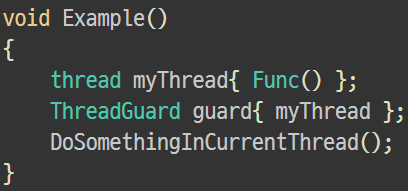 void Example()
{
    thread myThread{ Func() };
    ThreadGuard guard{ myThread };
    DoSomethingInCurrentThread();
}